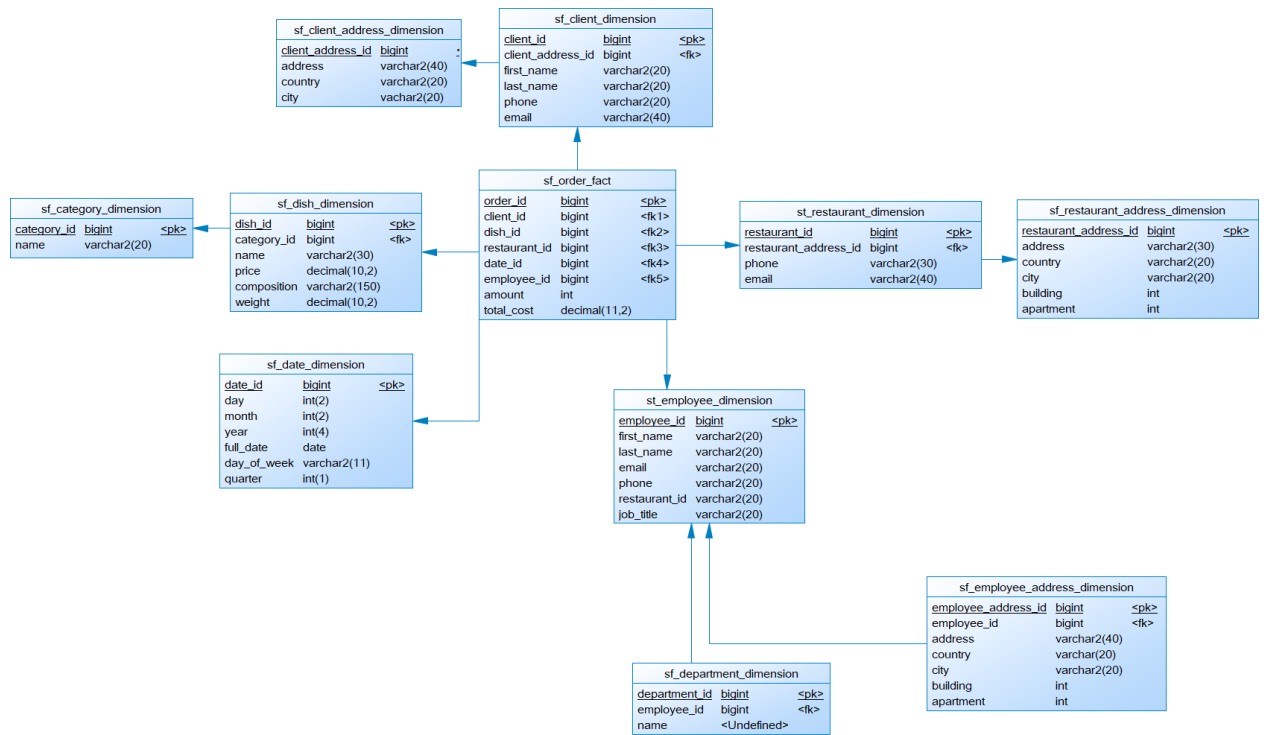 sf_client_address_dimension
client_address_id bigint
address varchar2(40)
country varchar2(20)
city vachar2(20)
sf_client_dimension
client_id bigint <pk>
client_address_id bigint <fk>
first_name varchar2(20)
last_name varchar2(20)
phone varchar2(20)
email varchar2(40)
sf_category_dimension
category_id bigint <pk>
name varchar2(20)
sf_dish_dimension
dish_id bigint <pk>
category_id bigint <fk>
name varchar2(30)
price decimal(10,2)
composition varchar2(150)
weight decimal(10,2)
sf_order_fact
order_id bigint <pk>
client_id bigint <fk1>
dish_id bigint <fk2>
restaurant_id bigint <fk3>
date_id bigint <fk4>
employee_id bigint <fk5>
amount int
total_cost decimal(11,2)
st_restaurant_dimension
restaurant_id bigint <pk>
restaurant_address_id bigint <fk>
phone varchar2(30)
email varchar2(40)
sf_restaurant_address_dimension
restaurant_address_id bigint <pk>
address varchar2(30)
country varchar2(20)
city varchar2(20)
building int
apartment int
sf_date_dimension
date_id bigint <pk>
day int(2)
month int(2)
year int(4)
full_date date
day_of_week varchar2(11)
quarter int(1)
st_employee_dimension
employee_id bigint <pk>
first_name varchar2(20)
last_name varchar2(20)
email varchar2(20)
phone varchar2(20)
restaurant_id varchar2(20)
job_title varchar2(20)
sf_employee_address_dimension
employee_address_id bigint <pk>
employee_id bigint <fk>
address varchar2(40)
country varchar(20)
city varchar2(20)
building int
apartment int
sf_department_dimension
department_id bigint <pk>
employee_id bigint <fk>
name <Undefined>